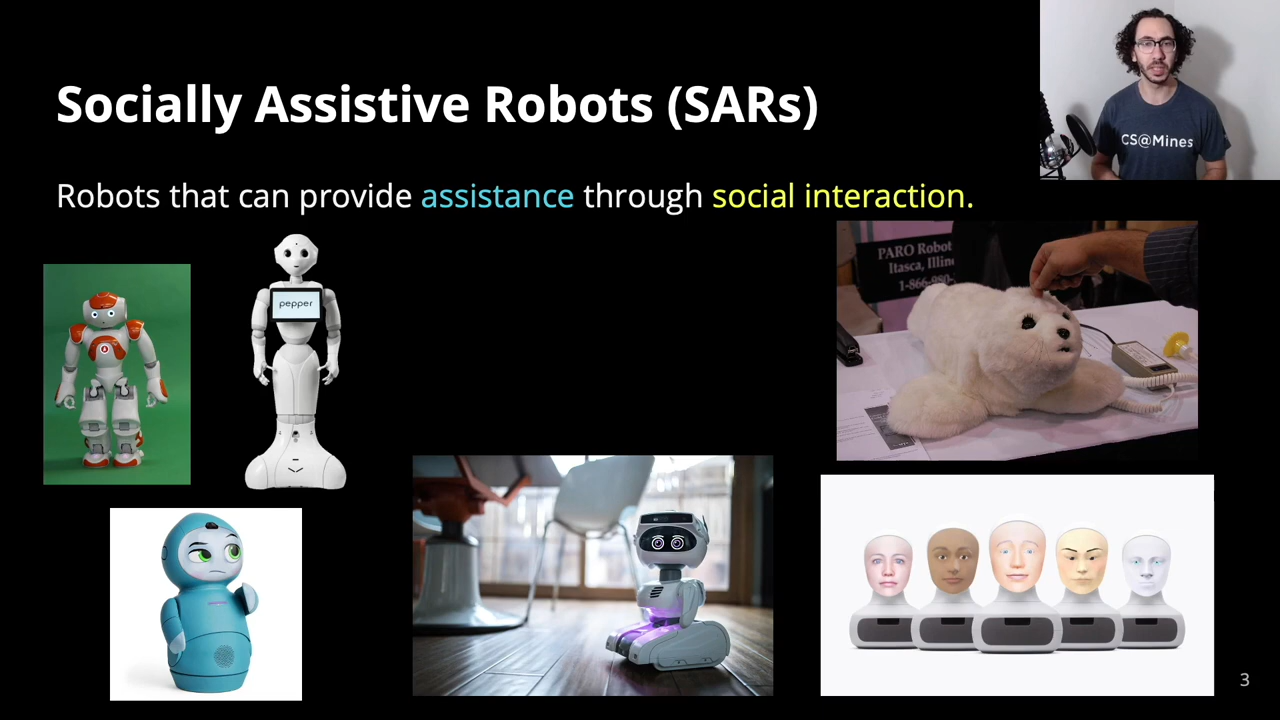 Socially Assistive Robots (SARs)
CS@Mines
Robots that can provide assistance through social interaction.
pepper
PARO Robot
Itasca,
1-866-980-
3